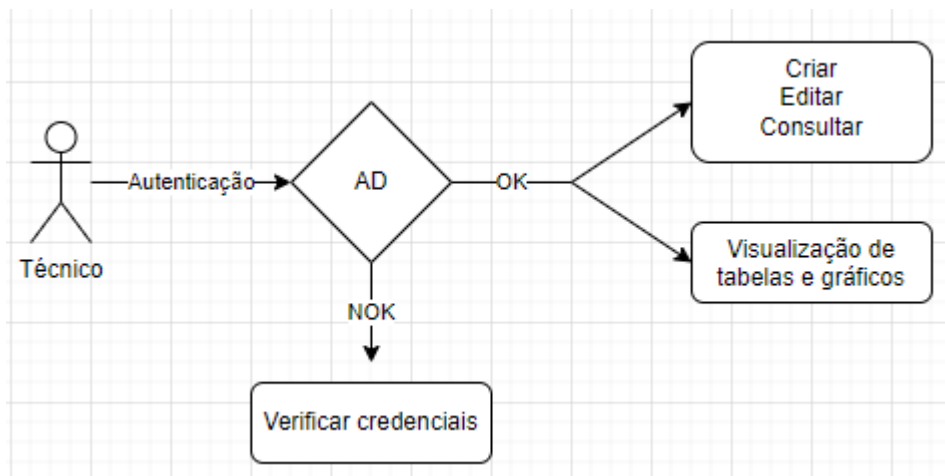 Técnico
Autenticação
AD
OK
NOK
Criar
Editar
Consultar
Visualização de
tabelas e gráficos
Verificar credenciais